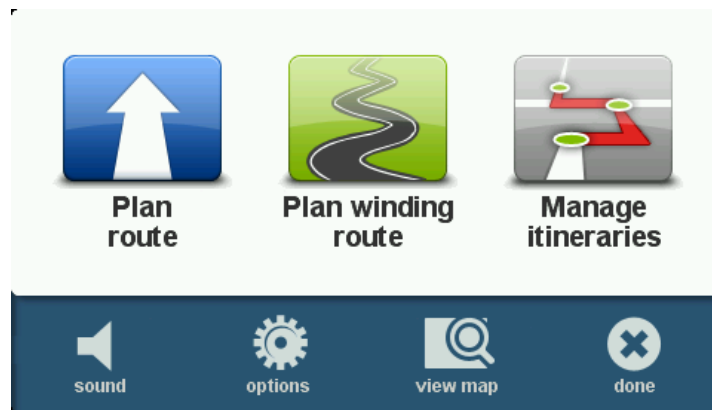 Plan
route
Plan winding
route
Manage
itineraries
sound
options
view map
done